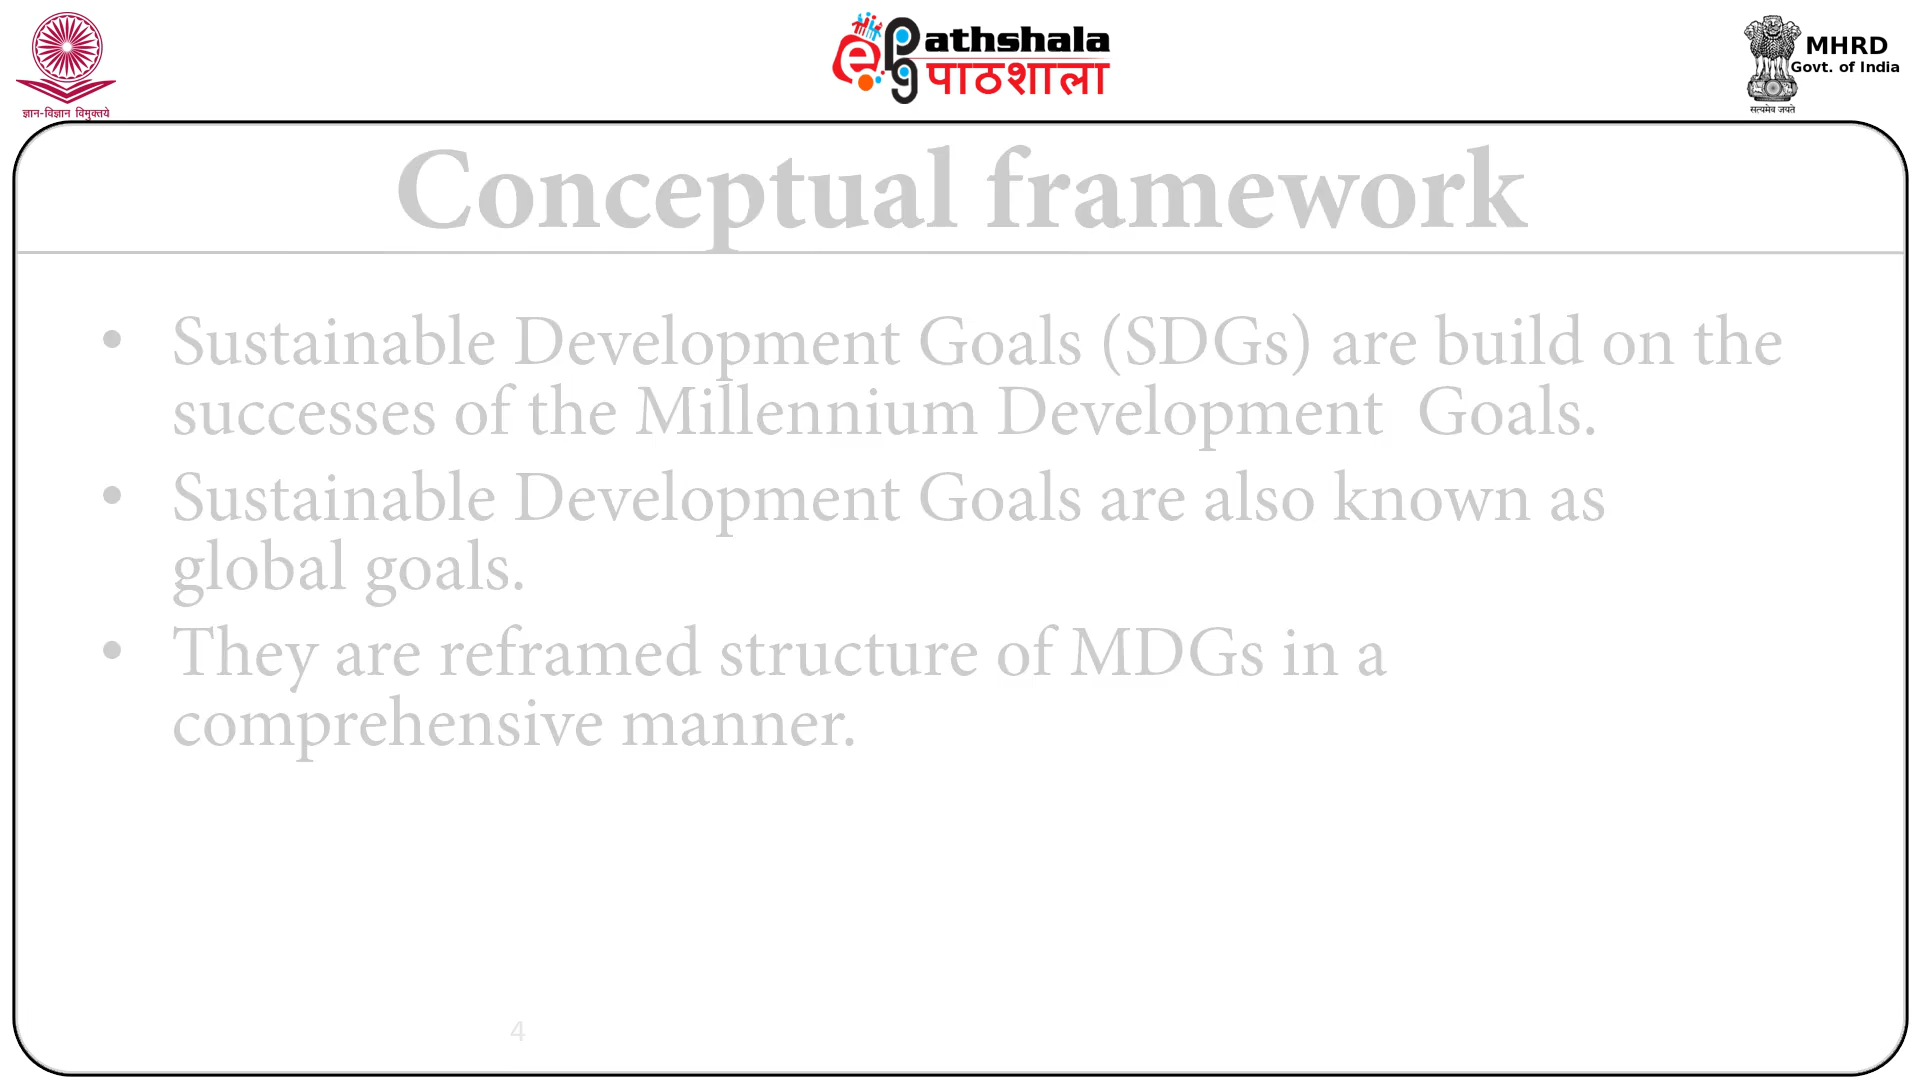 ज्ञान-विज्ञान विमुक्तये
e
PG
athshala
पाठशाला
MHRD
Govt. of India
सत्यमेव जयते
Conceptual framework
• Sustainable Development Goals (SDGs) are build on the
successes of the Millennium Development  Goals.
• Sustainable Development Goals are also known as
global goals.
• They are reframed structure of MDGs in a
comprehensive manner.
4